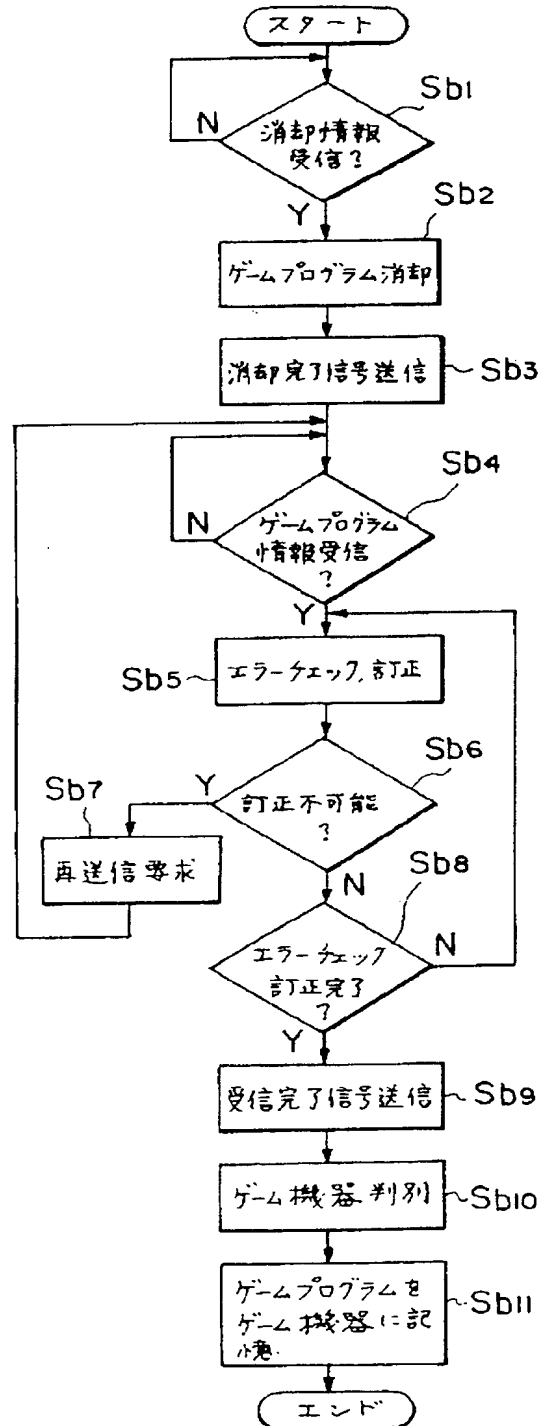 スタート
Sb1
N
消却情報
受信?
Y
Sb2
ゲームプログラム消却
消却完了信号送信
Sb3
Sb4
N
ゲームプログラム
情報受信
?
Y
Sb5
エラーチェック,訂正
Sb6
Y
Sb7
訂正不可能
?
再送信要求
N
Sb8
エラーチェック
N
訂正完了
?
Y
受信完了信号送信
Sb9
ゲーム機器判別
Sb10
ゲームプログラムを
ゲーム機器に記
憶.
Sb11
エンド